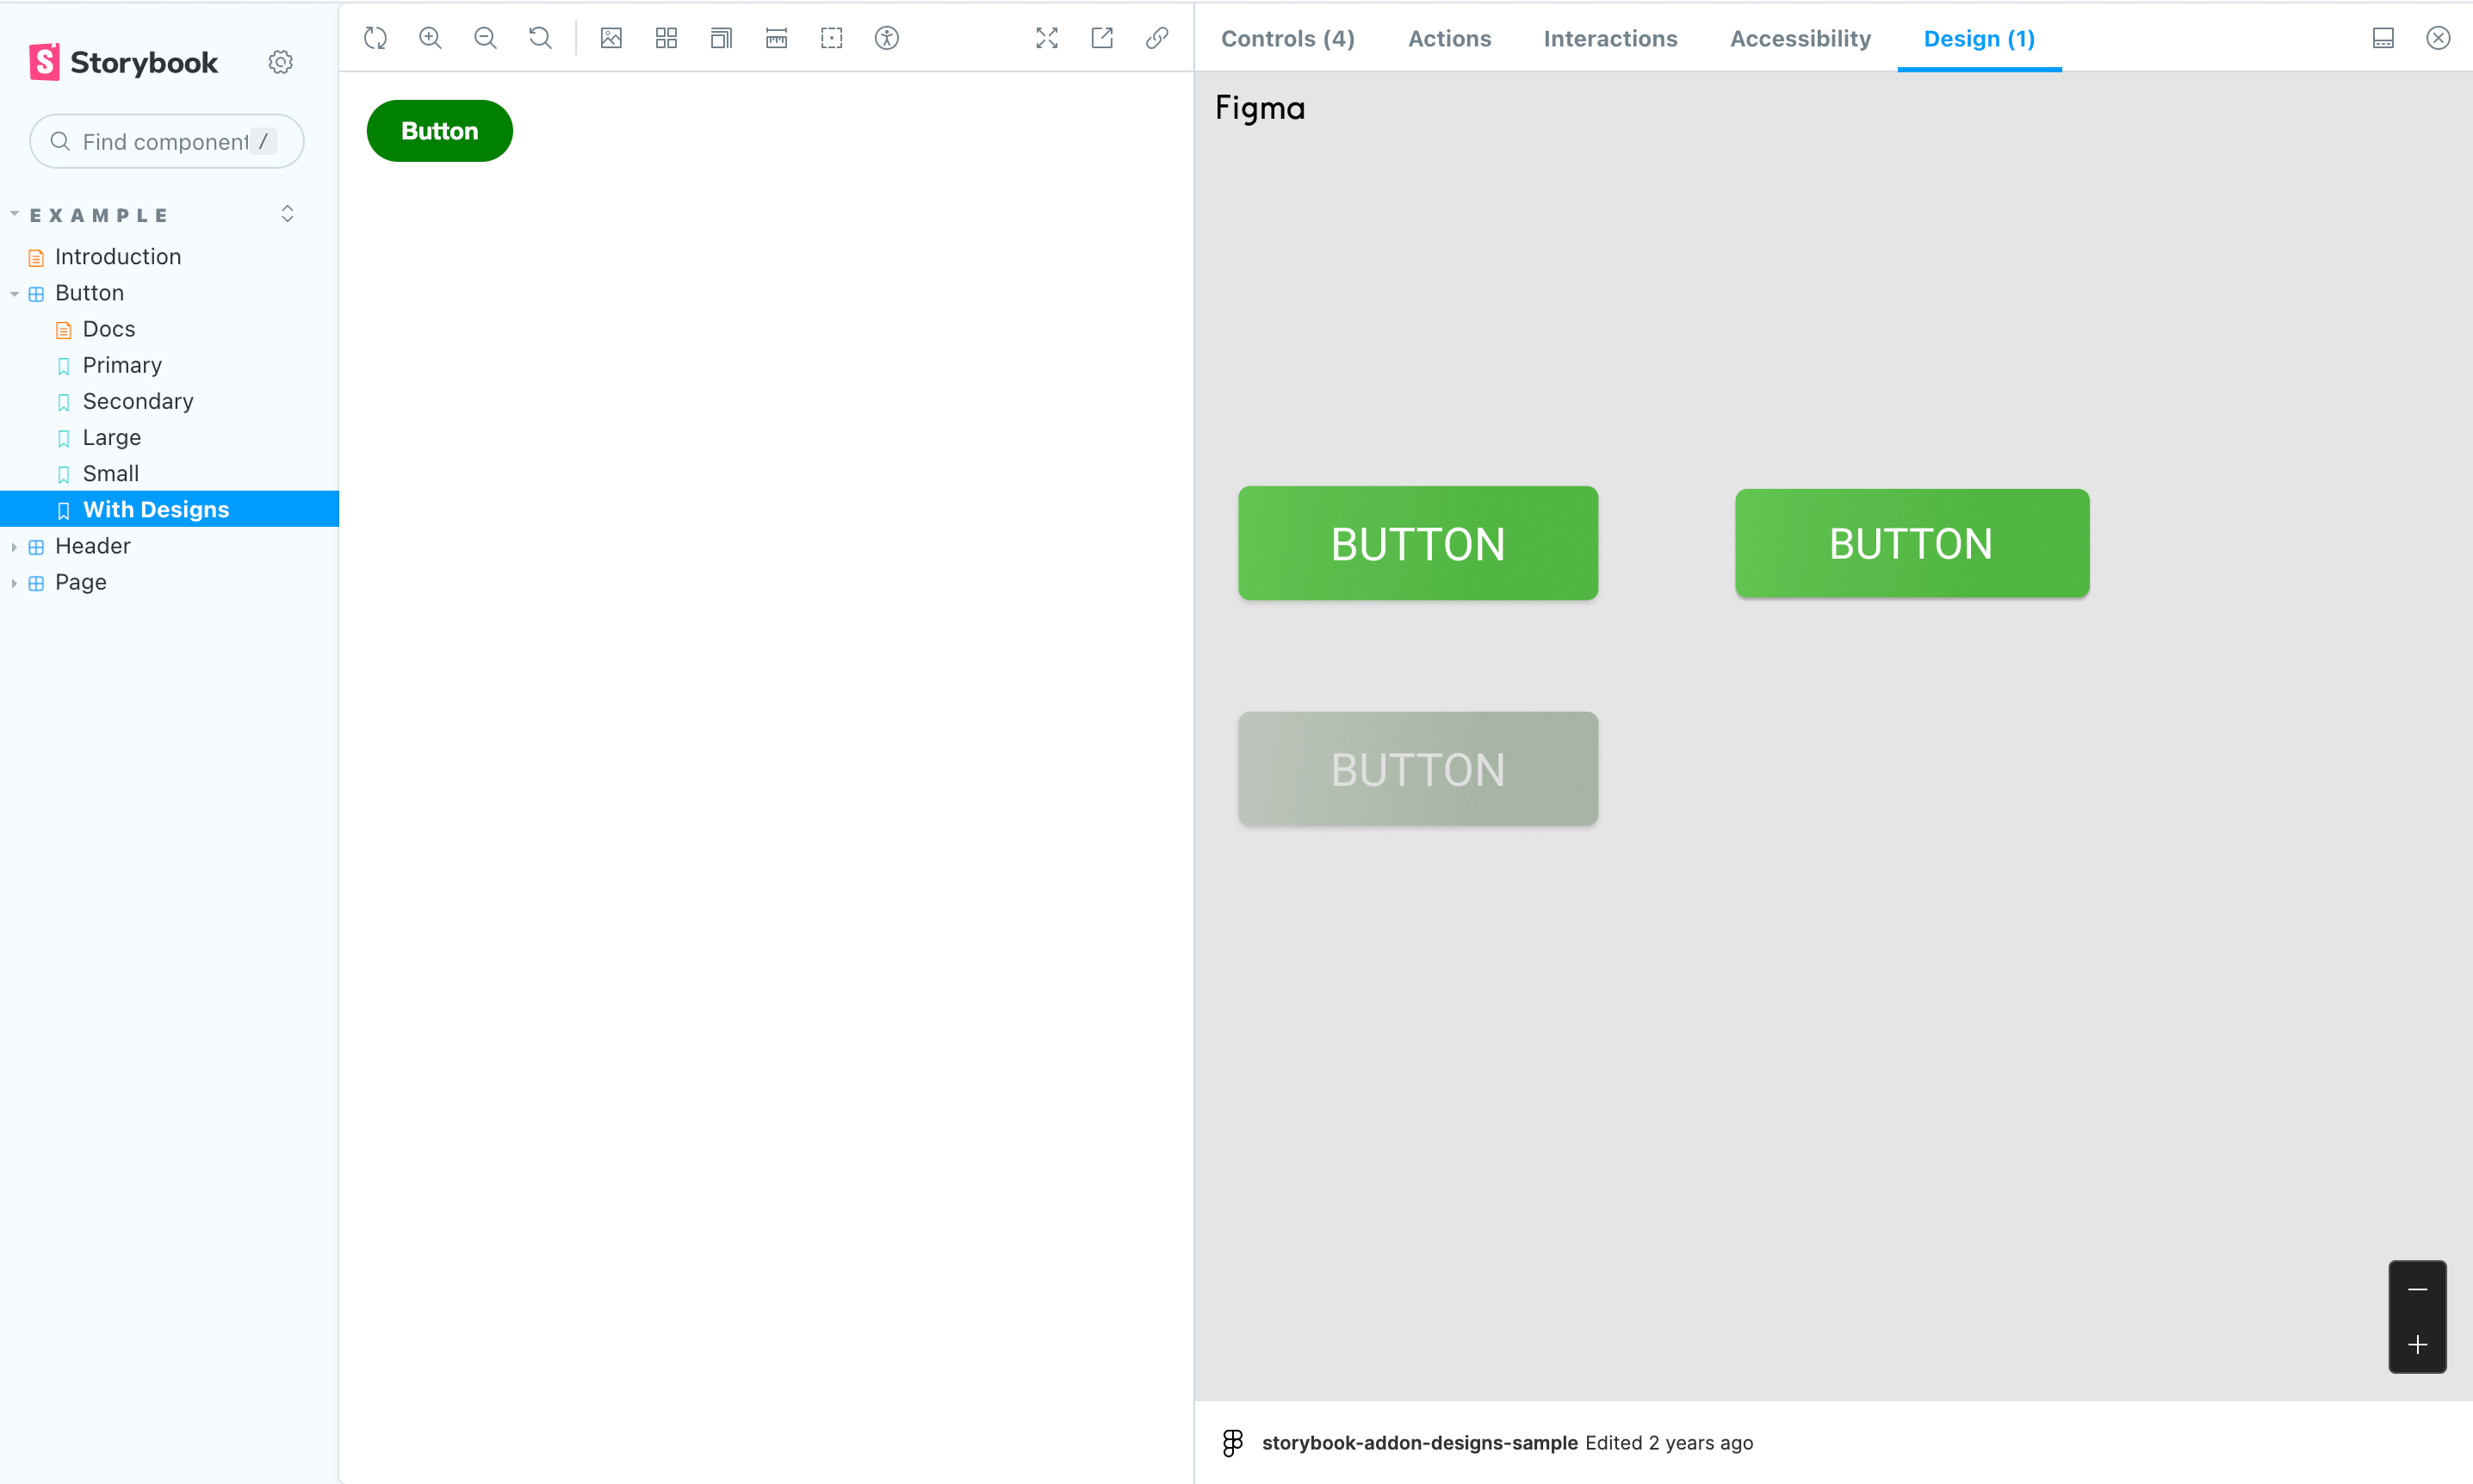 Storybook
Find component /
EXAMPLE
Introduction
Button
Docs
Primary
Secondary
Large
Small
With Designs
Header
Page
Button
Controls (4) Actions Interactions Accessibility Design (1)
Figma
BUTTON BUTTON
BUTTON
storybook-addon-designs-sample Edited 2 years ago